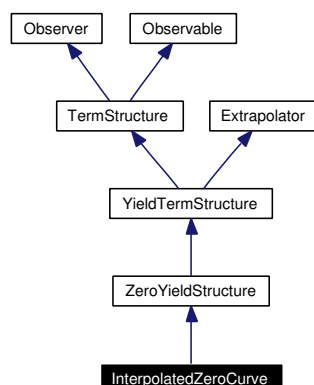 Observer Observable
TermStructure Extrapolator
YieldTermStructure
ZeroYieldStructure
InterpolatedZeroCurve